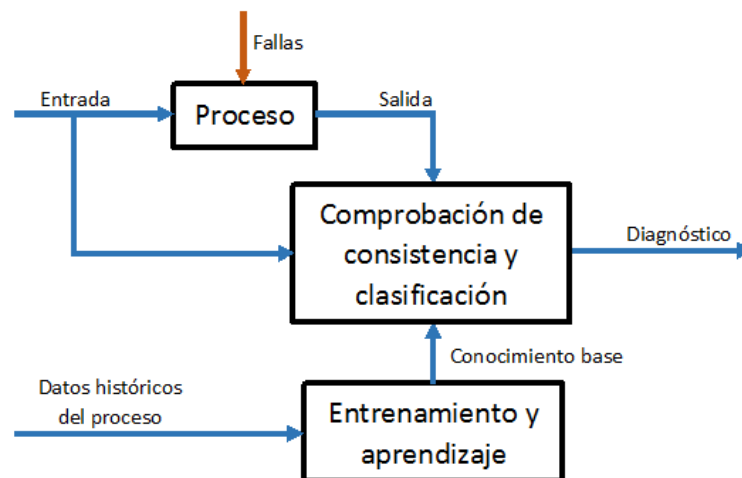 Fallas
Entrada
Proceso
Salida
Comprobación de
consistencia y
clasificación
Diagnóstico
Conocimiento base
Datos históricos
del proceso
Entrenamiento y
aprendizaje